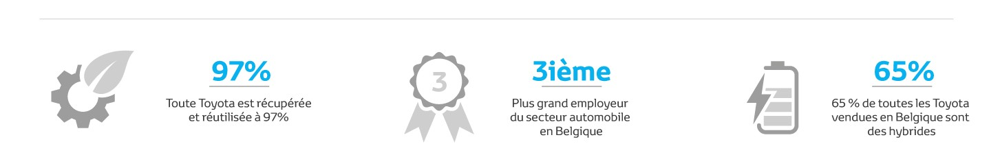 97%
Toute Toyota est récupérée
et réutilisée à 97%
3
3ième
Plus grand employeur
du secteur automobile
en Belgique
65%
65 % de toutes les Toyota
vendues en Belgique sont
des hybrides